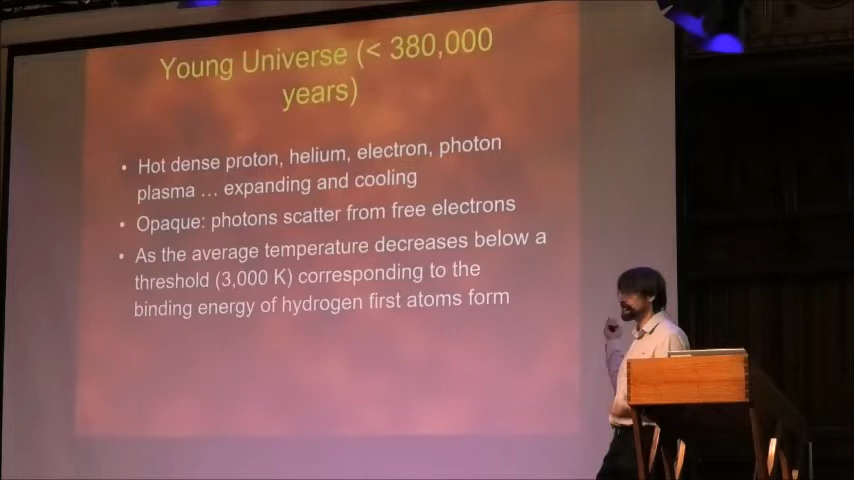 Young Universe (< 380,000
years)
• Hot dense proton, helium, electron, photon
plasma ... expanding and cooling
• Opaque: photons scatter from free electrons
• As the average temperature decreases below a
threshold (3,000 K) corresponding to the
binding energy of hydrogen first atoms form